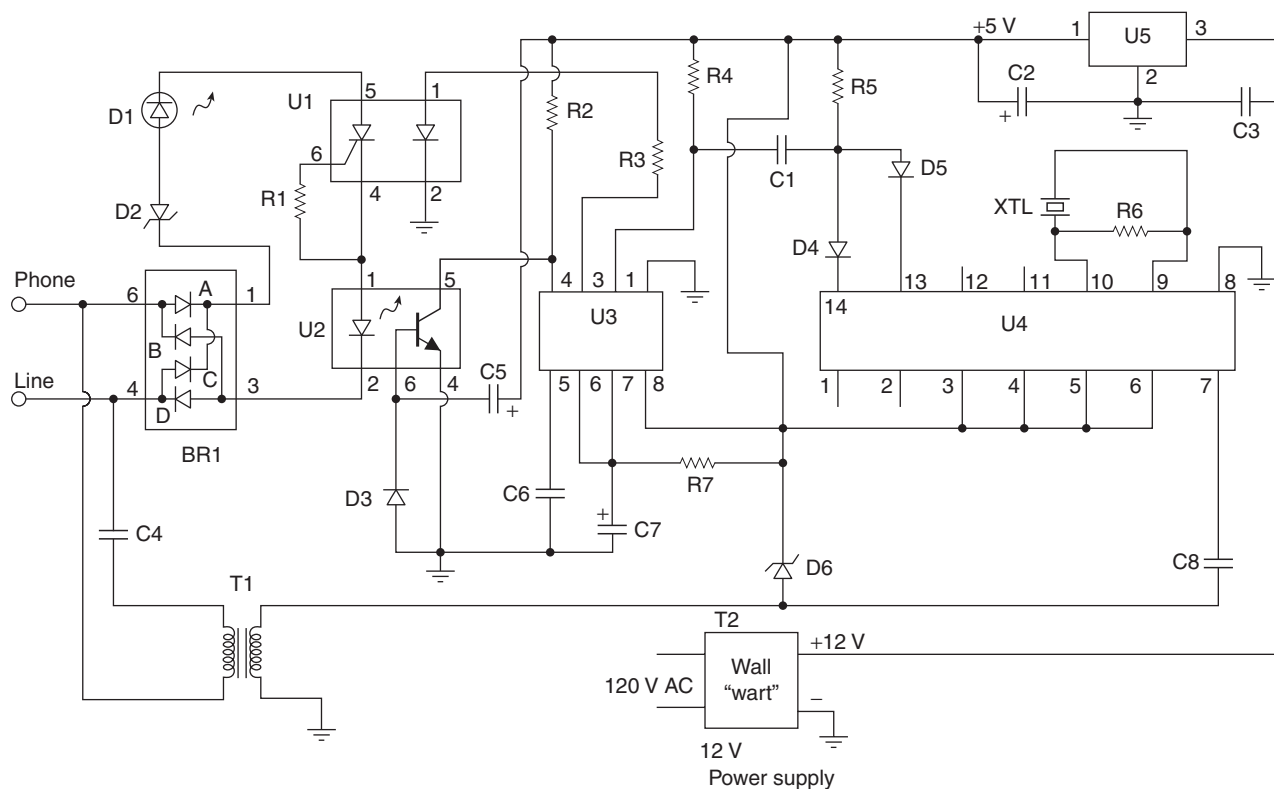 +5 V
1
U5
3
2
C2
+
C3
D1
U1
5
1
6
4
2
R1
R2
R3
R4
R5
C1
D5
D4
XTL
R6
D2
Phone
6
A
1
B
C
Line
4
D
3
BR1
1
5
U2
2
6
4
C5
+
4
3
1
U3
5
6
7
8
14
13
12
11
10
9
8
U4
1
2
3
4
5
6
7
D3
C6
+
C7
R7
C4
D6
C8
T1
T2
Wall
"wart"
+12 V
120 V AC
–
12 V
Power supply